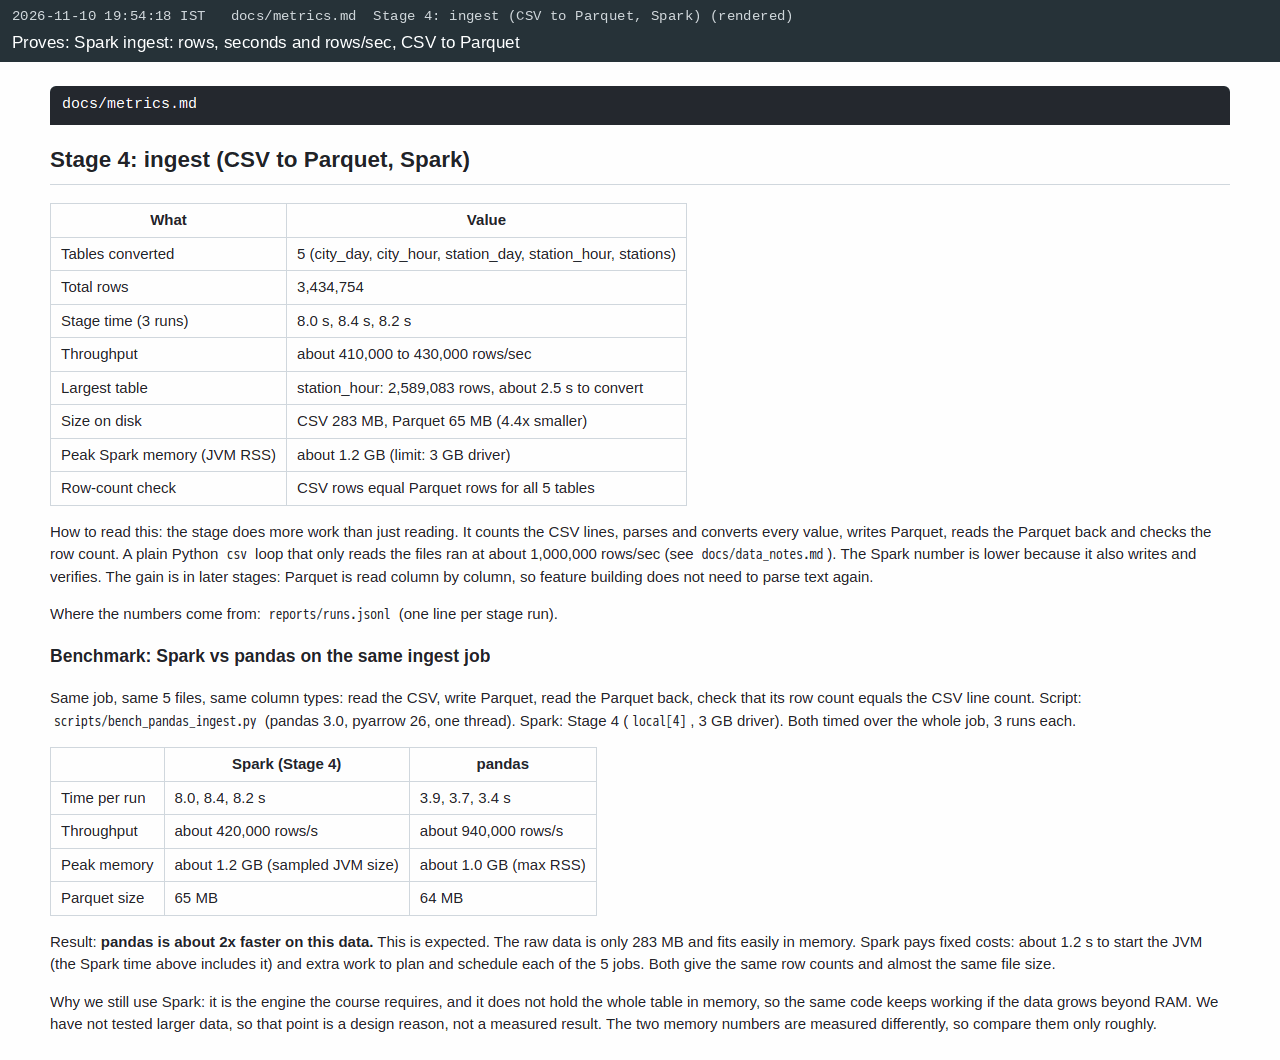 2026-11-10 19:54:18 IST docs/metrics.md Stage 4: ingest (CSV to Parquet, Spark) (rendered)
Proves: Spark ingest: rows, seconds and rows/sec, CSV to Parquet
docs/metrics.md
Stage 4: ingest (CSV to Parquet, Spark)
What Value
Tables converted 5 (city_day, city_hour, station_day, station_hour, stations)
Total rows 3,434,754
Stage time (3 runs) 8.0 s, 8.4 s, 8.2 s
Throughput about 410,000 to 430,000 rows/sec
Largest table station_hour: 2,589,083 rows, about 2.5 s to convert
Size on disk CSV 283 MB, Parquet 65 MB (4.4x smaller)
Peak Spark memory (JVM RSS) about 1.2 GB (limit: 3 GB driver)
Row-count check CSV rows equal Parquet rows for all 5 tables
How to read this: the stage does more work than just reading. It counts the CSV lines, parses and converts every value, writes Parquet, reads the Parquet back and checks the
row count. A plain Python csv loop that only reads the files ran at about 1,000,000 rows/sec (see docs/data_notes.md). The Spark number is lower because it also writes and
verifies. The gain is in later stages: Parquet is read column by column, so feature building does not need to parse text again.
Where the numbers come from: reports/runs.jsonl (one line per stage run).
Benchmark: Spark vs pandas on the same ingest job
Same job, same 5 files, same column types: read the CSV, write Parquet, read the Parquet back, check that its row count equals the CSV line count. Script:
scripts/bench_pandas_ingest.py (pandas 3.0, pyarrow 26, one thread). Spark: Stage 4 (local[4], 3 GB driver). Both timed over the whole job, 3 runs each.
Spark (Stage 4) pandas
Time per run 8.0, 8.4, 8.2 s 3.9, 3.7, 3.4 s
Throughput about 420,000 rows/s about 940,000 rows/s
Peak memory about 1.2 GB (sampled JVM size) about 1.0 GB (max RSS)
Parquet size 65 MB 64 MB
Result: pandas is about 2x faster on this data. This is expected. The raw data is only 283 MB and fits easily in memory. Spark pays fixed costs: about 1.2 s to start the JVM
(the Spark time above includes it) and extra work to plan and schedule each of the 5 jobs. Both give the same row counts and almost the same file size.
Why we still use Spark: it is the engine the course requires, and it does not hold the whole table in memory, so the same code keeps working if the data grows beyond RAM. We
have not tested larger data, so that point is a design reason, not a measured result. The two memory numbers are measured differently, so compare them only roughly.